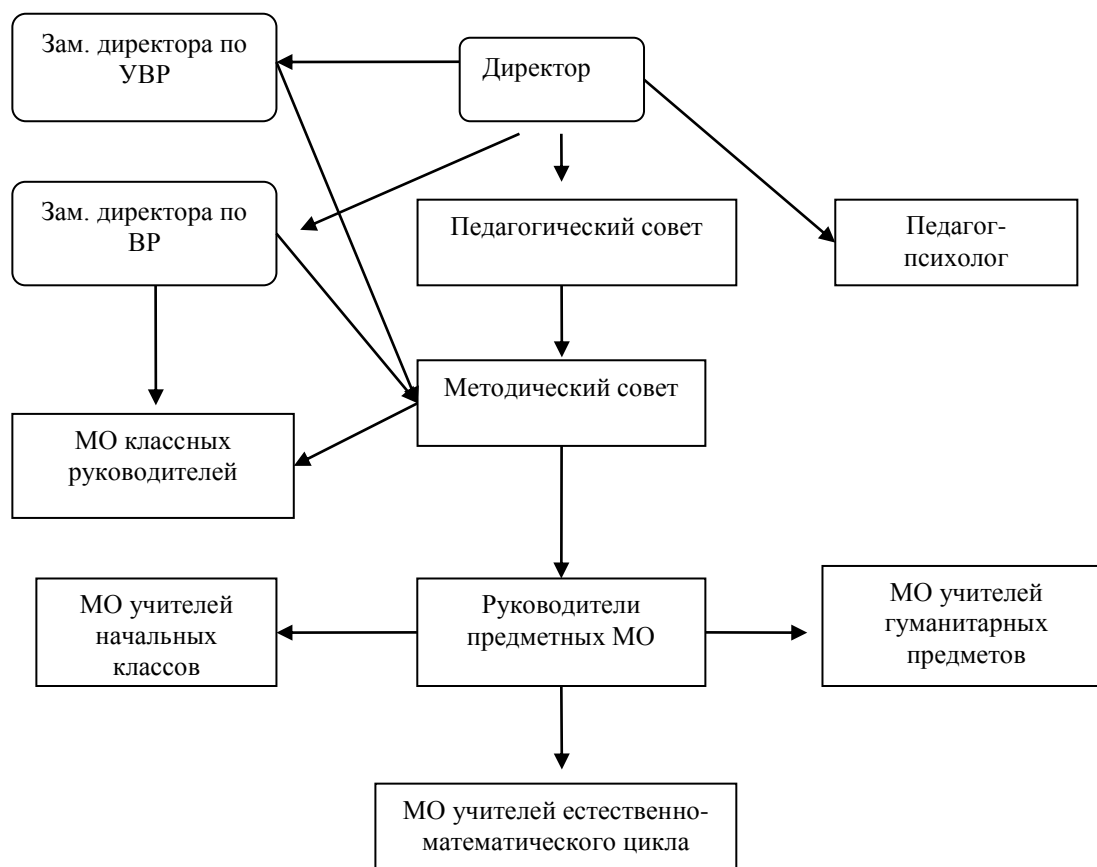 Зам. директора по
УВР
Директор
Зам. директора по
ВР
Педагогический совет
Педагог-
психолог
Методический совет
МО классных
руководителей
МО учителей
начальных
классов
Руководители
предметных МО
МО учителей
гуманитарных
предметов
МО учителей естественно-
математического цикла